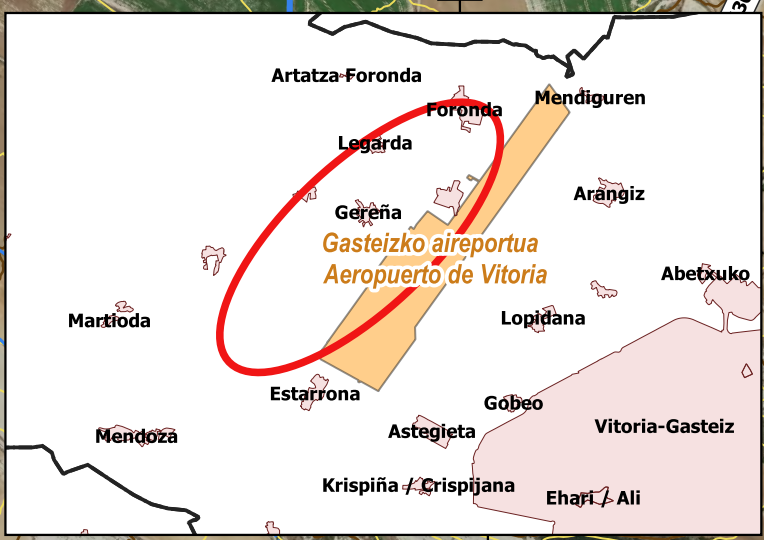 Artatza Foronda
Mendiguren
Foronda
Legarda
Arangiz
Gereña
Gasteizko aireportua
Aeropuerto de Vitoria
Abetxuko
Martioda
Lopidana
Estarrona
Gobeo
Vitoria-Gasteiz
Astegieta
Mendoza
Krispiña / Crispijana
Ehari / Ali